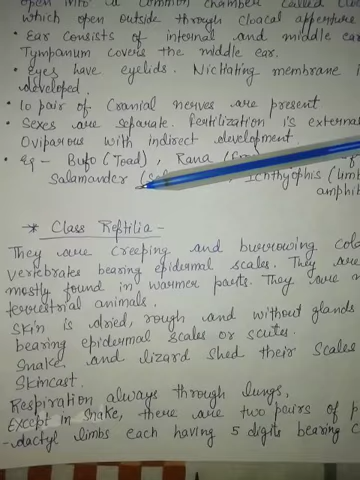 open into a common chamber called cloa
which open outside through cloacal apperture
• Ear consists of internal and middle ear
Tympanum covers the middle ear.
• Eyes have eyelids. Nictiating membrane i
developed.
• 10 pair of Cranial nerves are present
• Sexes are separate. Fertilization is external
Oviparous with indirect development.
• Eg - Bufo (Toad), Rana
Salamander Ichthyophis (limb
amphib
* Class Reptilia -
They are creeping and burrowing cold
vertebrates bearing epidermal scales. They are
mostly found in warmer parts. They are m
terrestrial animals.
Skin is dried, rough and without glands
bearing epidermal scales or scutes.
Snake and lizard shed their scales
Skincast.
Respiration always through lungs,
Except in snake, there are two pairs of p
-dactyl limbs each having 5 digits bearing c